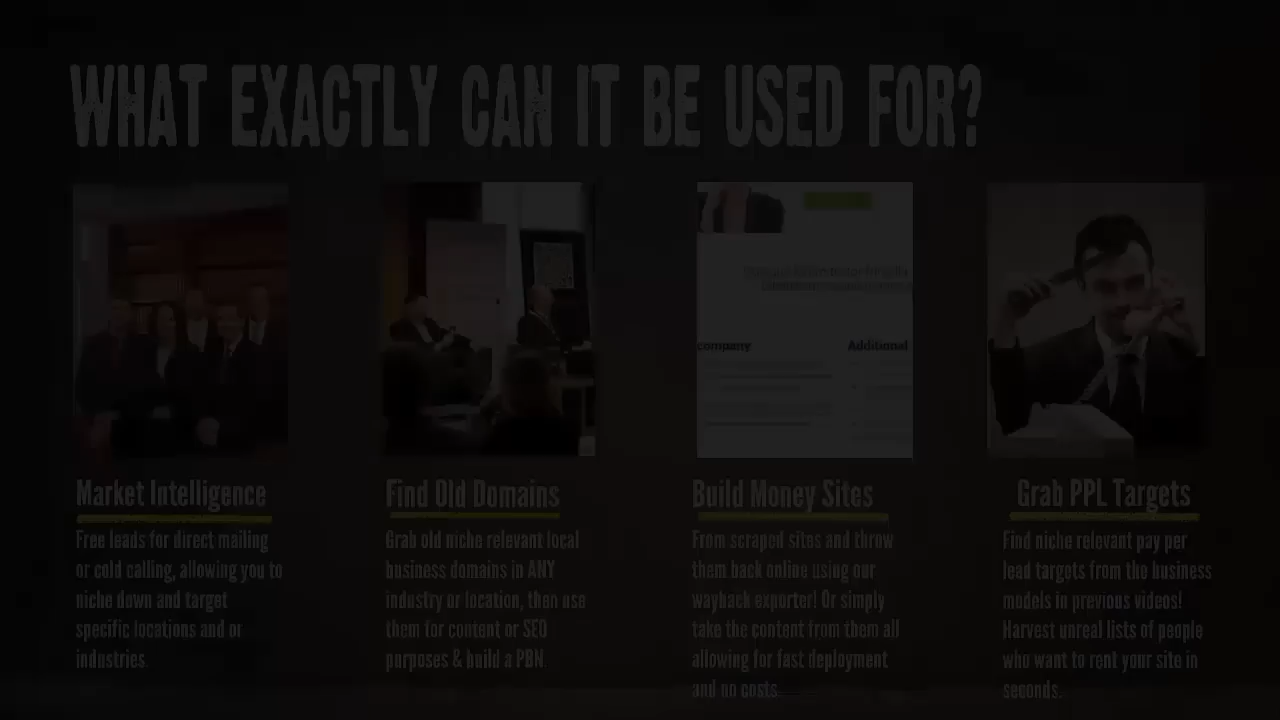 WHAT EXACTLY CAN IT BE USED FOR?
company
Additional
Market Intelligence
Free leads for direct mailing
or cold calling, allowing you to
niche down and target
specific locations and or
industries.
Find Old Domains
Grab old niche relevant local
business domains in ANY
industry or location, then use
them for content or SEO
purposes & build a PBN.
Build Money Sites
From scraped sites and throw
them back online using our
wayback exporter! Or simply
take the content from them all
allowing for fast deployment
and no costs.
Grab PPL Targets
Find niche relevant pay per
lead targets from the business
models in previous videos!
Harvest unreal lists of people
who want to rent your site in
seconds.